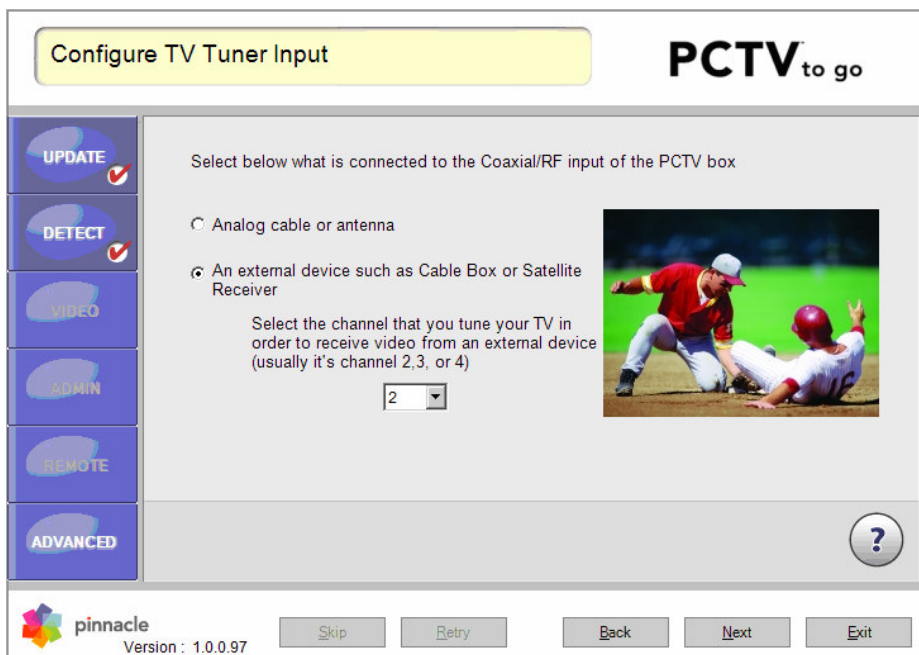 Configure TV Tuner Input
PCTV to go
UPDATE
DETECT
VIDEO
ADMIN
REMOTE
ADVANCED
Select below what is connected to the Coaxial/RF input of the PCTV box
Analog cable or antenna
An external device such as Cable Box or Satellite
Receiver
Select the channel that you tune your TV in
order to receive video from an external device
(usually it's channel 2,3, or 4)
2
16
?
pinnacle
Version : 1.0.0.97
Skip
Retry
Back
Next
Exit